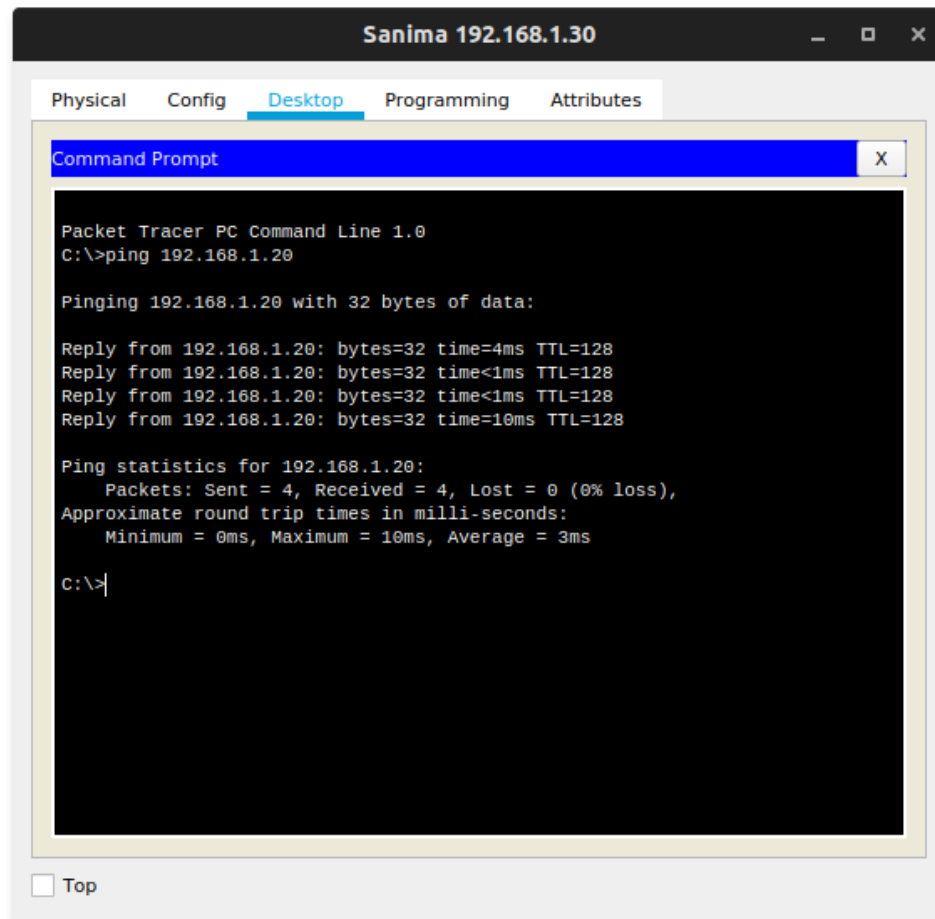 Sanima 192.168.1.30
Physical Config Desktop Programming Attributes
Command Prompt X
Packet Tracer PC Command Line 1.0
C:\>ping 192.168.1.20
Pinging 192.168.1.20 with 32 bytes of data:
Reply from 192.168.1.20: bytes=32 time=4ms TTL=128
Reply from 192.168.1.20: bytes=32 time<1ms TTL=128
Reply from 192.168.1.20: bytes=32 time<1ms TTL=128
Reply from 192.168.1.20: bytes=32 time=10ms TTL=128
Ping statistics for 192.168.1.20:
    Packets: Sent = 4, Received = 4, Lost = 0 (0% loss),
Approximate round trip times in milli-seconds:
    Minimum = 0ms, Maximum = 10ms, Average = 3ms
C:\>
Top